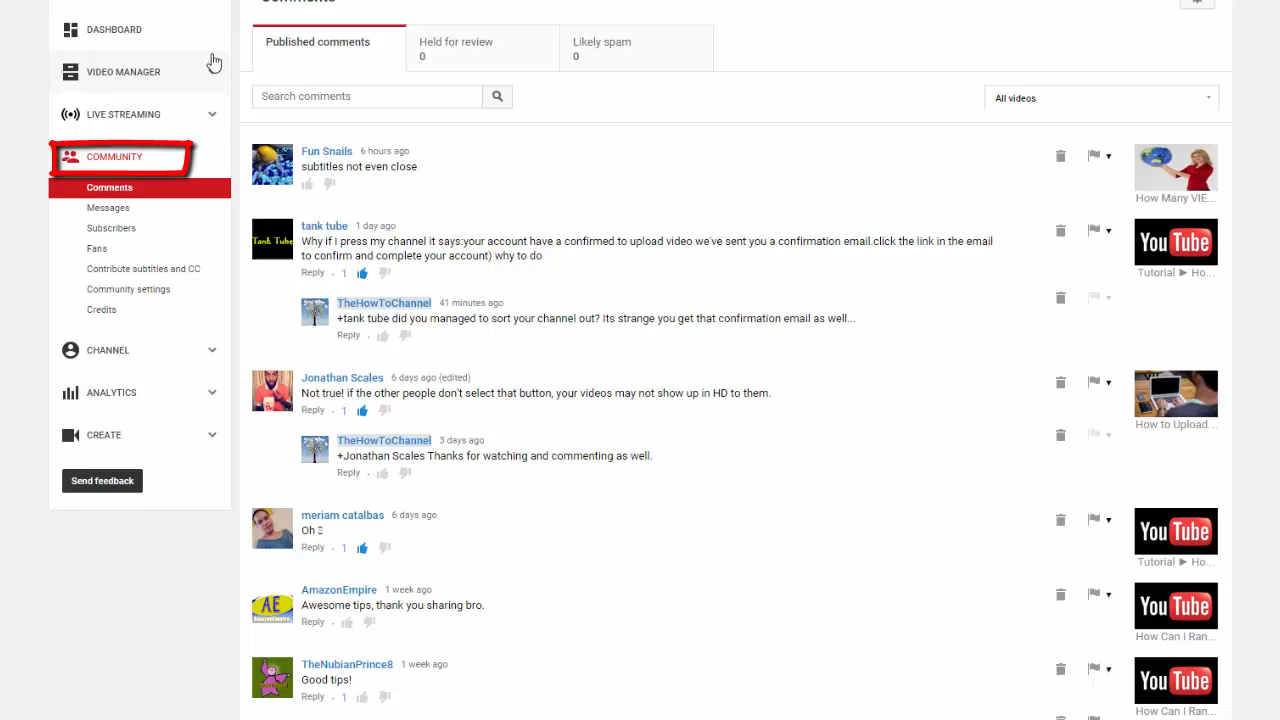 Comments
DASHBOARD
VIDEO MANAGER
LIVE STREAMING
COMMUNITY
Comments
Messages
Subscribers
Fans
Contribute subtitles and CC
Community settings
Credits
CHANNEL
ANALYTICS
CREATE
Send feedback
Published comments
Held for review
0
Likely spam
0
Search comments
All videos
Fun Snails 6 hours ago
subtitles not even close
How Many VIE...
tank tube 1 day ago
Why if I press my channel it says:your account have a confirmed to upload video,we've sent you a confirmation email.click the link in the email
to confirm and complete your account) why to do
Reply . 1
Tank Tube
YouTube
Tutorial ► Ho...
TheHowToChannel 41 minutes ago
+tank tube did you managed to sort your channel out? Its strange you get that confirmation email as well...
Reply .
Jonathan Scales 6 days ago (edited)
Not true! if the other people don't select that button, your videos may not show up in HD to them.
Reply . 1
How to Upload...
TheHowToChannel 3 days ago
+Jonathan Scales Thanks for watching and commenting as well.
Reply .
meriam catalbas 6 days ago
Oh
Reply . 1
YouTube
Tutorial ► Ho...
AmazonEmpire 1 week ago
Awesome tips, thank you sharing bro.
Reply .
AE
AmazonEmpire
YouTube
How Can I Ran...
TheNubianPrince8 1 week ago
Good tips!
Reply . 1
YouTube
How Can I Ran...